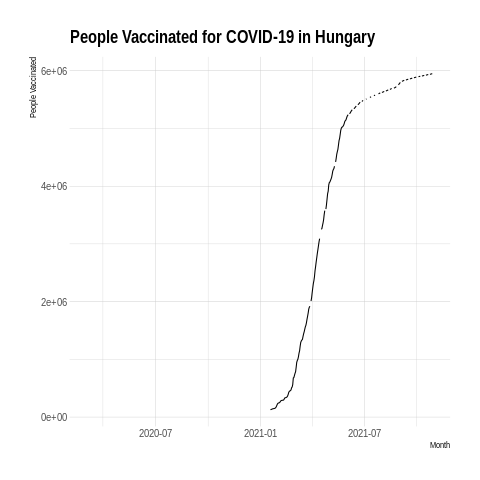 People Vaccinated for COVID-19 in Hungary
People Vaccinated
6e+06
4e+06
2e+06
0e+00
2020-07
2021-01
2021-07
Month